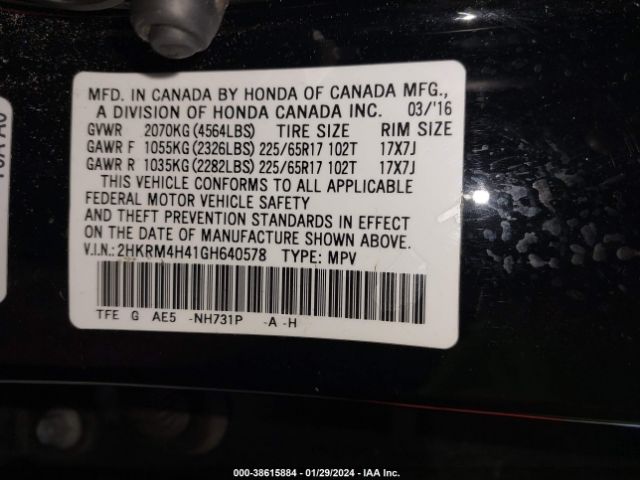 MFD. IN CANADA BY HONDA OF CANADA MFG.,
A DIVISION OF HONDA CANADA INC. 03/'16
GVWR 2070KG (4564LBS) TIRE SIZE RIM SIZE
GAWR F 1055KG (2326LBS) 225/65R17 102T 17X7J
GAWR R 1035KG (2282LBS) 225/65R17 102T 17X7J
THIS VEHICLE CONFORMS TO ALL APPLICABLE
FEDERAL MOTOR VEHICLE SAFETY
AND THEFT PREVENTION STANDARDS IN EFFECT
ON THE DATE OF MANUFACTURE SHOWN ABOVE.
V.I.N.: 2HKRM4H41GH640578 TYPE: MPV
TFE G AE5 -NH731P -A -H
000-38615884 - 01/29/2024 - IAA Inc.